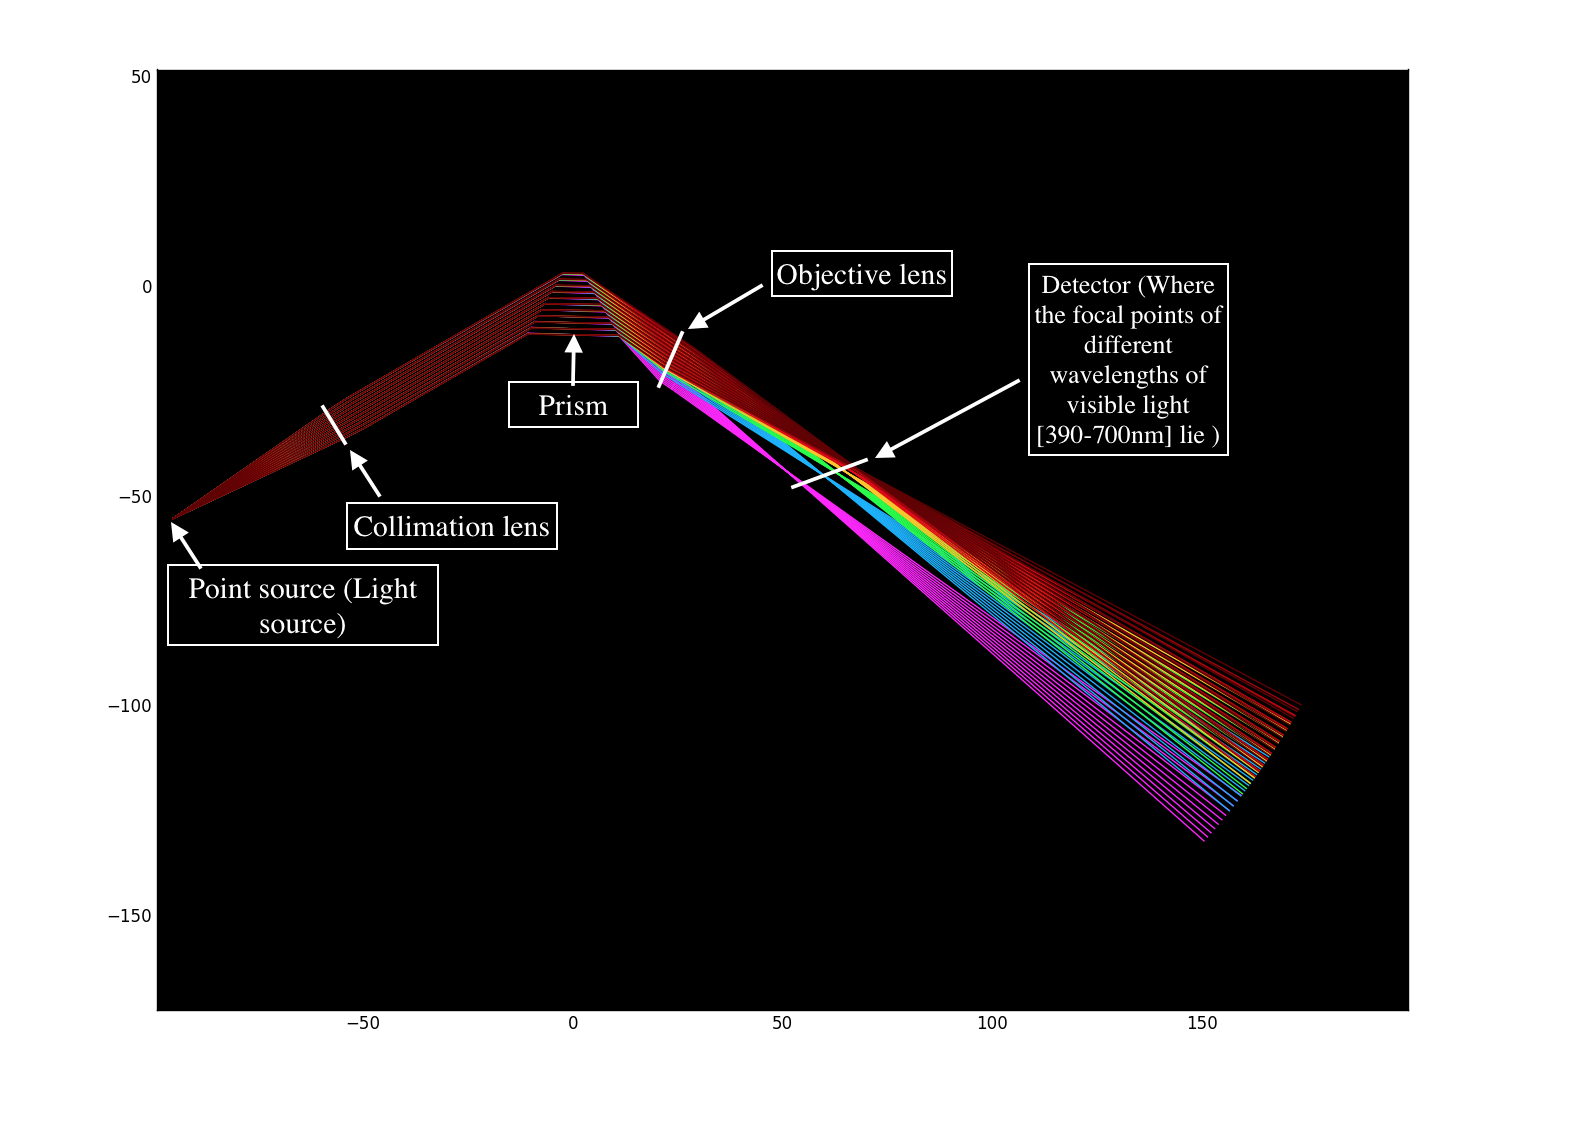 50
0
−50
−100
−150
Objective lens
Detector (Where
the focal points of
different
wavelengths of
visible light
[390-700nm] lie )
Prism
Collimation lens
Point source (Light
source)
−50
0
50
100
150